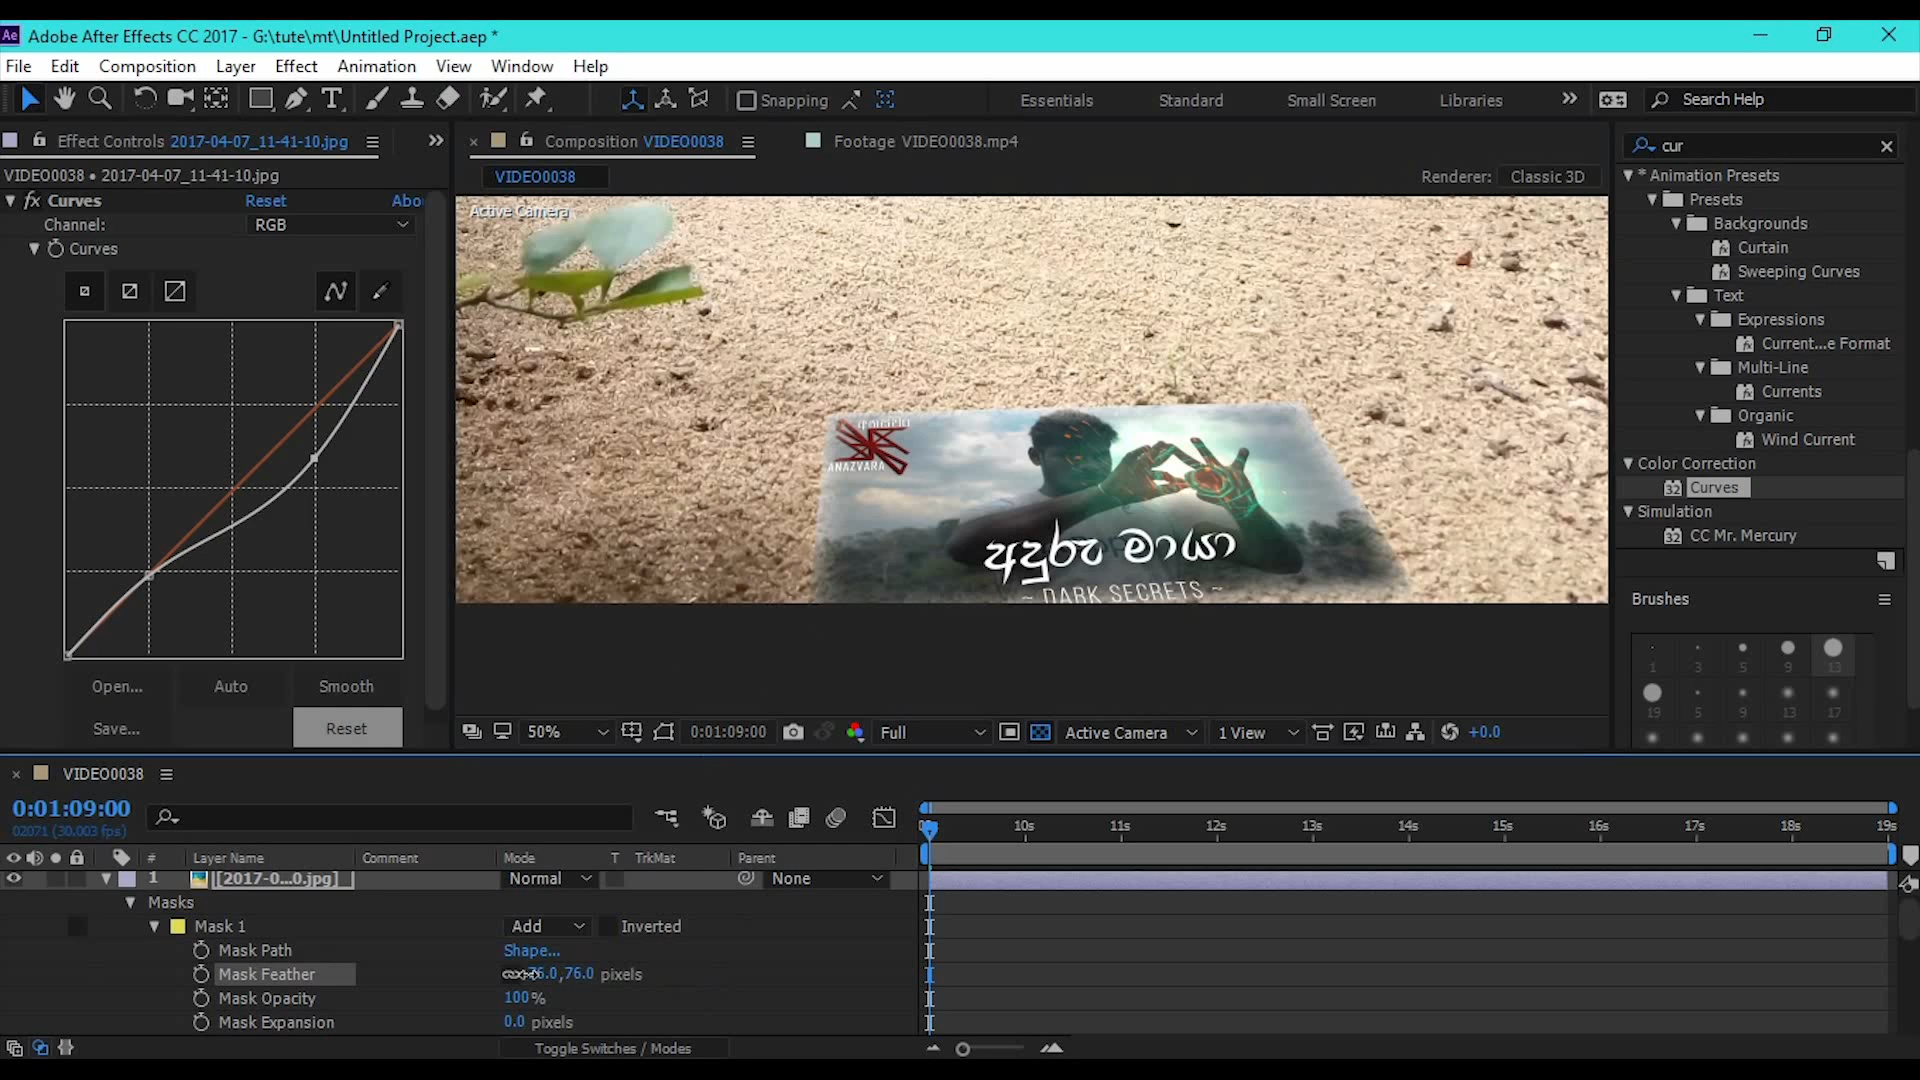 Ae Adobe After Effects CC 2017 - G:\tute\mt\Untitled Project.aep *
File Edit Composition Layer Effect Animation View Window Help
Snapping Essentials Standard Small Screen Libraries Search Help
Effect Controls 2017-04-07_11-41-10.jpg
Composition VIDEO0038
Footage VIDEO0038.mp4
cur
VIDEO0038 • 2017-04-07_11-41-10.jpg
VIDEO0038
Renderer: Classic 3D
fx Curves Reset Abo
Channel: RGB
Curves
Open... Auto Smooth
Save... Reset
Active Camera
ANAZVARA
අඳුරු මායා
~ DARK SECRETS ~
50% 0:01:09:00 Full Active Camera 1 View +0.0
* Animation Presets
Presets
Backgrounds
Curtain
Sweeping Curves
Text
Expressions
Current...e Format
Multi-Line
Currents
Organic
Wind Current
Color Correction
32 Curves
Simulation
32 CC Mr. Mercury
Brushes
1 3 5 9 13
19 5 9 13 17
VIDEO0038
0:01:09:00
02071 (30.003 fps)
10s 11s 12s 13s 14s 15s 16s 17s 18s 19s
# Layer Name Comment Mode T TrkMat Parent
1 [2017-0...0.jpg] Normal None
Masks
Mask 1 Add Inverted
Mask Path Shape...
Mask Feather 76.0,76.0 pixels
Mask Opacity 100%
Mask Expansion 0.0 pixels
Toggle Switches / Modes